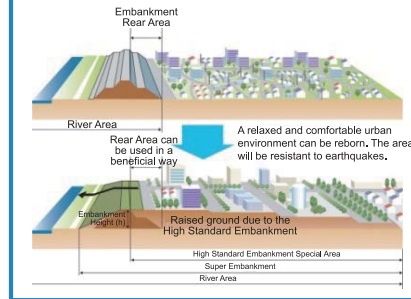 Embankment
Rear Area
River Area
Rear Area can
be used in a
beneficial way
A relaxed and comfortable urban
environment can be reborn. The area
will be resistant to earthquakes.
Embankment
Height (h)
Raised ground due to the
High Standard Embankment
High Standard Embankment Special Area
Super Embankment
River Area